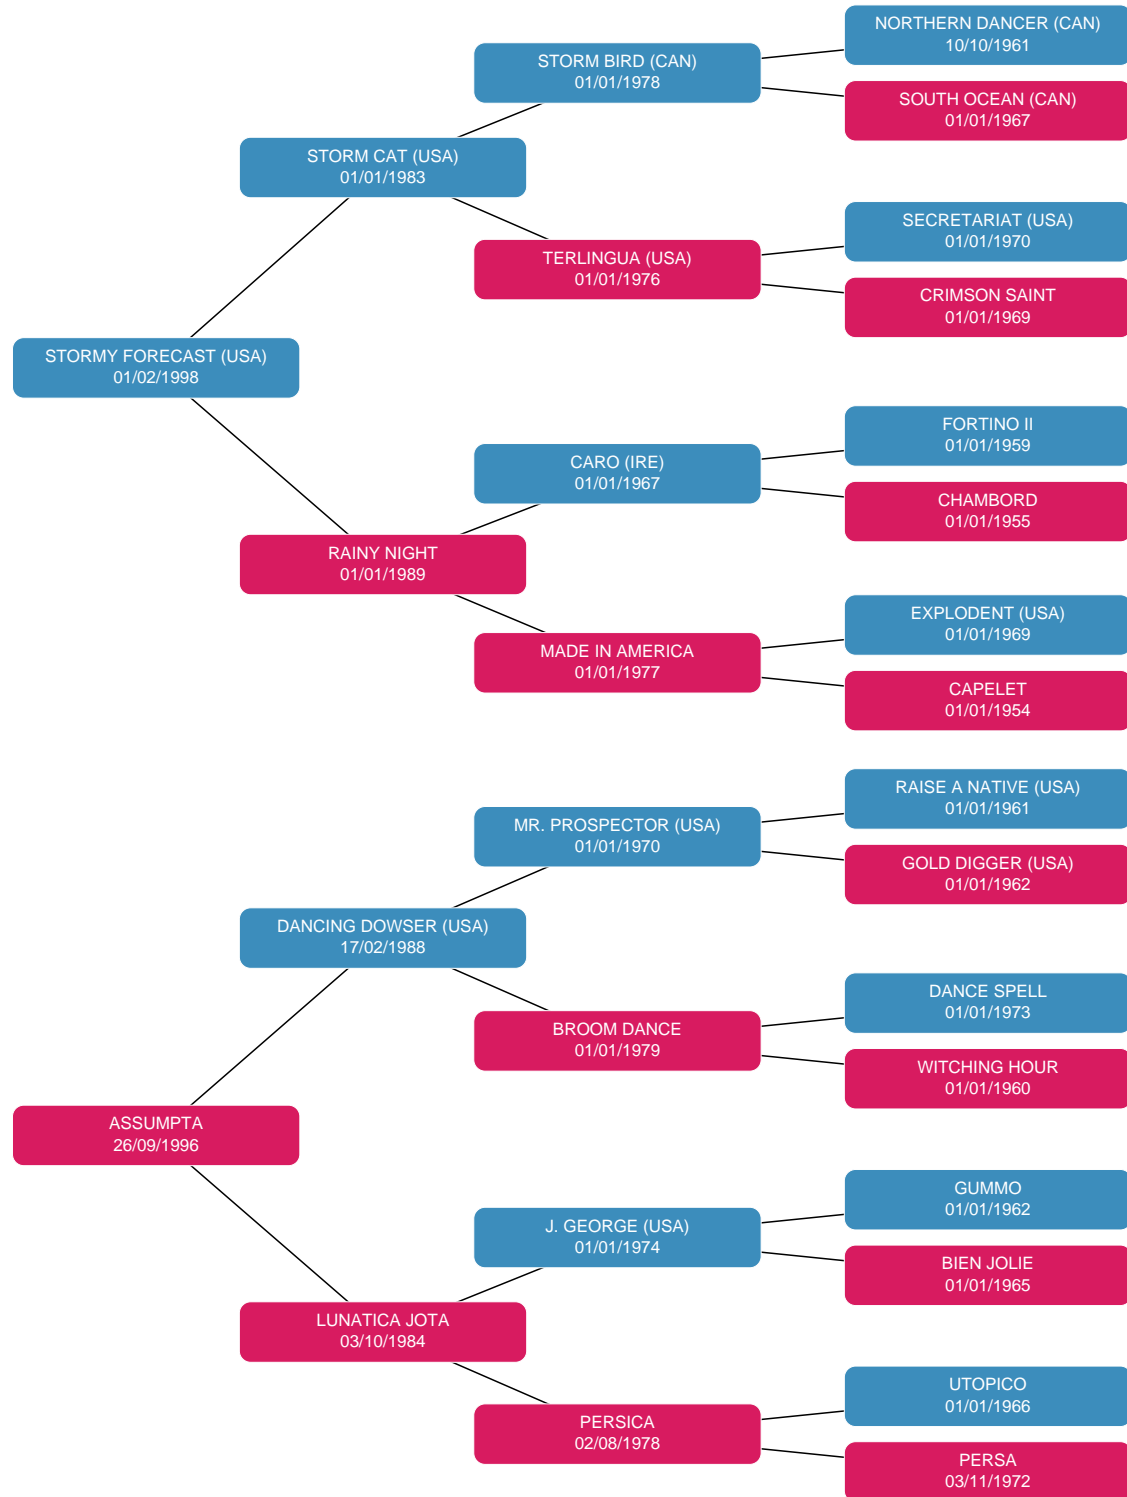 NORTHERN DANCER (CAN)
10/10/1961
STORM BIRD (CAN)
01/01/1978
SOUTH OCEAN (CAN)
01/01/1967
STORM CAT (USA)
01/01/1983
SECRETARIAT (USA)
01/01/1970
TERLINGUA (USA)
01/01/1976
CRIMSON SAINT
01/01/1969
STORMY FORECAST (USA)
01/02/1998
FORTINO II
01/01/1959
CARO (IRE)
01/01/1967
CHAMBORD
01/01/1955
RAINY NIGHT
01/01/1989
EXPLODENT (USA)
01/01/1969
MADE IN AMERICA
01/01/1977
CAPELET
01/01/1954
RAISE A NATIVE (USA)
01/01/1961
MR. PROSPECTOR (USA)
01/01/1970
GOLD DIGGER (USA)
01/01/1962
DANCING DOWSER (USA)
17/02/1988
DANCE SPELL
01/01/1973
BROOM DANCE
01/01/1979
WITCHING HOUR
01/01/1960
ASSUMPTA
26/09/1996
GUMMO
01/01/1962
J. GEORGE (USA)
01/01/1974
BIEN JOLIE
01/01/1965
LUNATICA JOTA
03/10/1984
UTOPICO
01/01/1966
PERSICA
02/08/1978
PERSA
03/11/1972